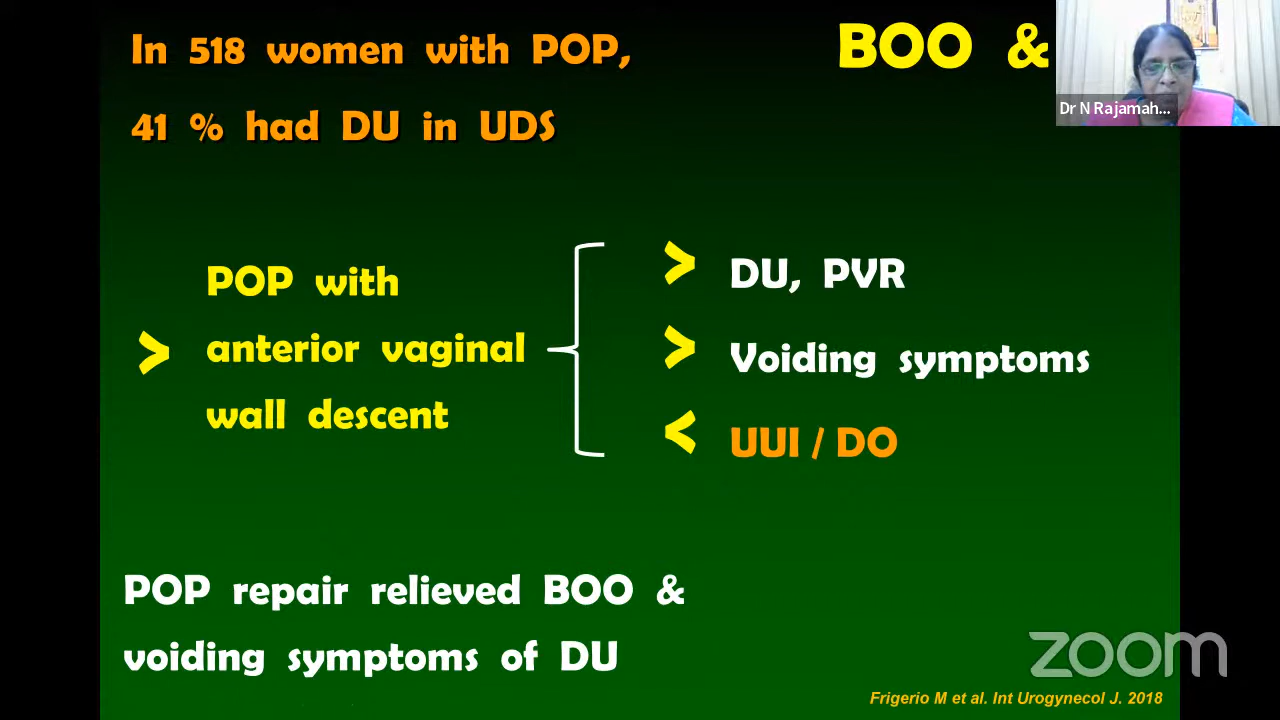 In 518 women with POP,
BOO &
41 % had DU in UDS
Dr N Rajamah...
POP with
> anterior vaginal
wall descent
> DU, PVR
> Voiding symptoms
< UUI / DO
POP repair relieved BOO &
voiding symptoms of DU
zoom
Frigerio M et al. Int Urogynecol J. 2018